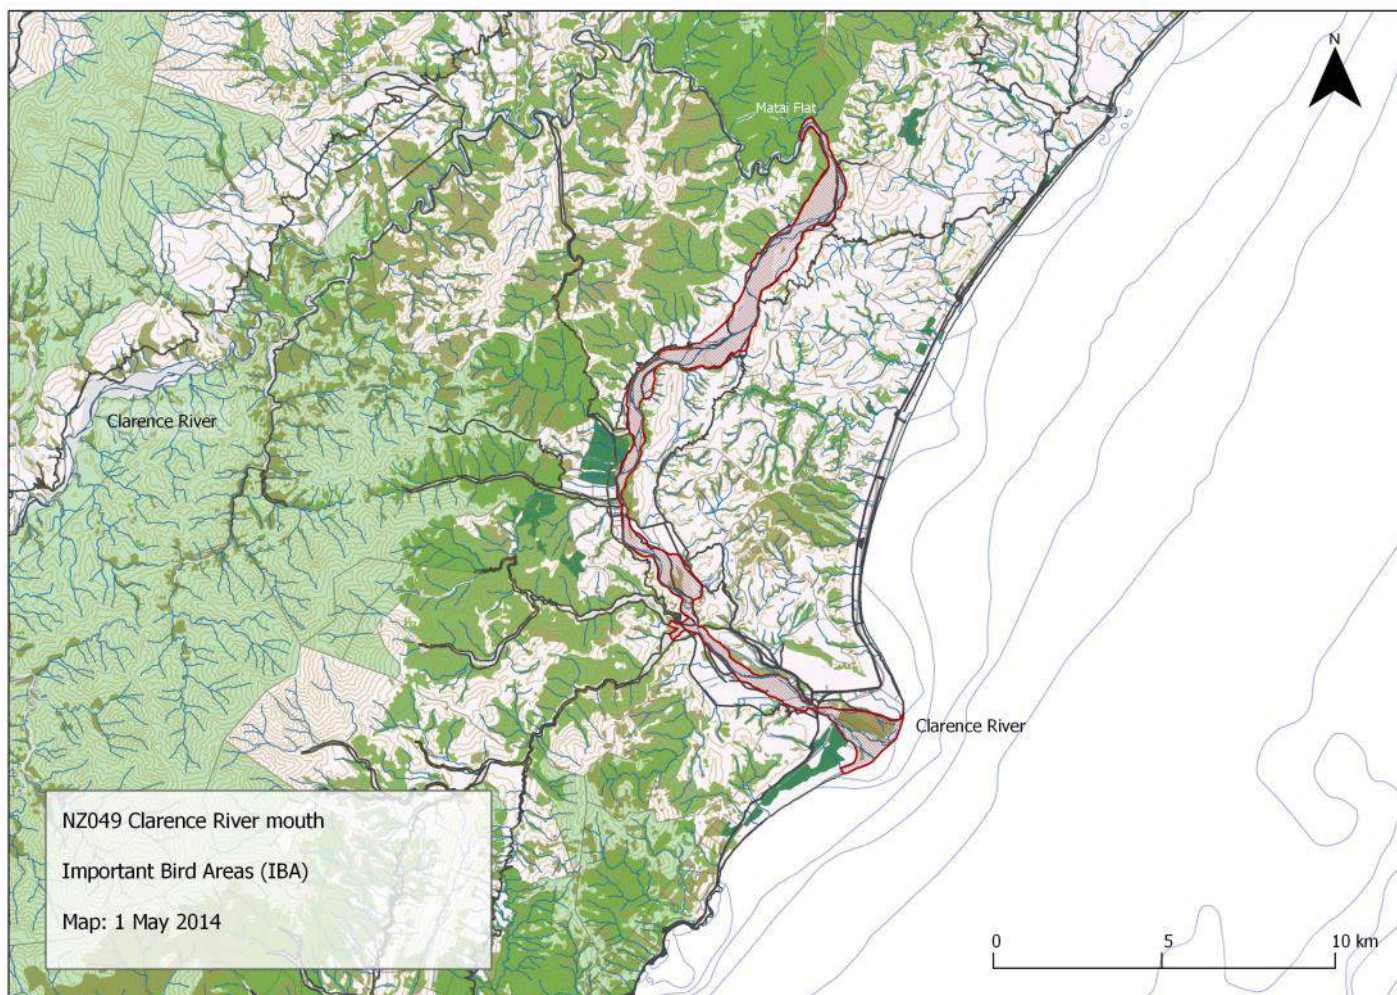 N
Matai Flat
Clarence River
Clarence River
NZ049 Clarence River mouth
Important Bird Areas (IBA)
Map: 1 May 2014
0 5 10 km